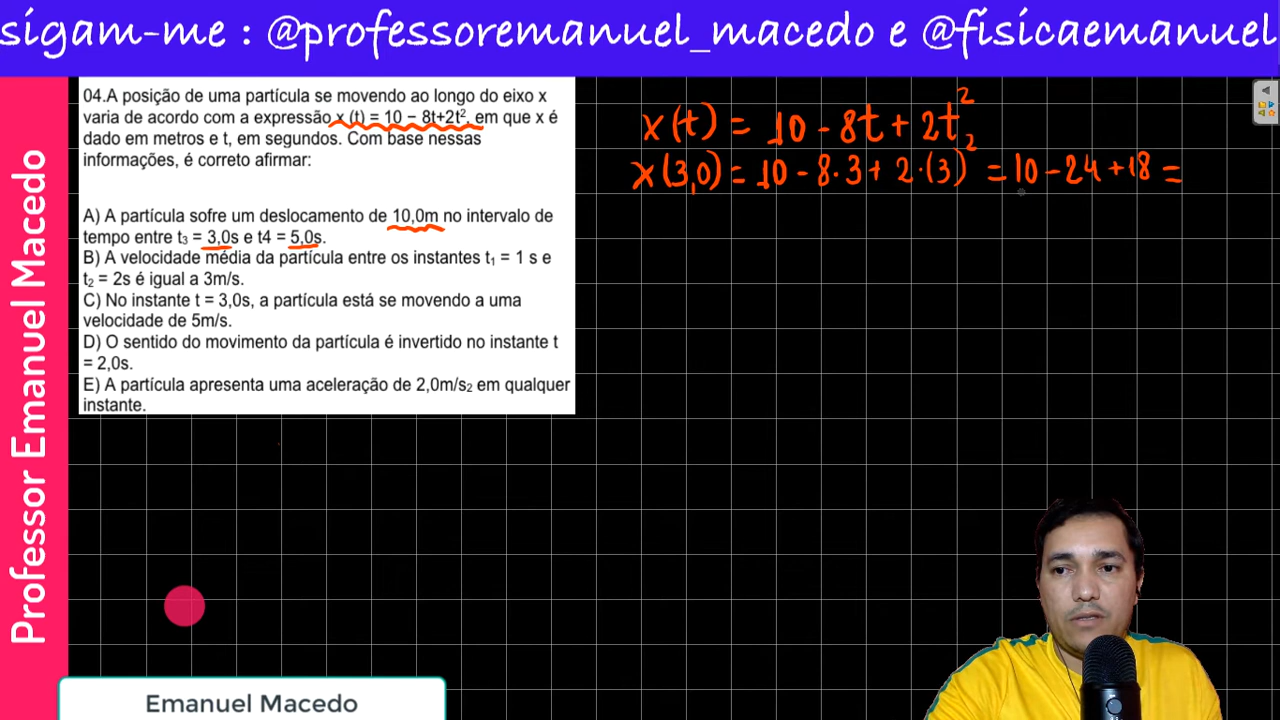 sigam-me : @professoremanuel_macedo e @fisicaemanuel
Professor Emanuel Macedo
04.A posição de uma partícula se movendo ao longo do eixo x
varia de acordo com a expressão x (t) = 10 – 8t+2t², em que x é
dado em metros e t, em segundos. Com base nessas
informações, é correto afirmar:
A) A partícula sofre um deslocamento de 10,0m no intervalo de
tempo entre t₃ = 3,0s e t4 = 5,0s.
B) A velocidade média da partícula entre os instantes t₁ = 1 s e
t₂ = 2s é igual a 3m/s.
C) No instante t = 3,0s, a partícula está se movendo a uma
velocidade de 5m/s.
D) O sentido do movimento da partícula é invertido no instante t
= 2,0s.
E) A partícula apresenta uma aceleração de 2,0m/s₂ em qualquer
instante.
x(t) = 10 - 8t + 2t²
x(3,0) = 10 - 8·3 + 2·(3)² = 10 - 24 + 18 =
Emanuel Macedo